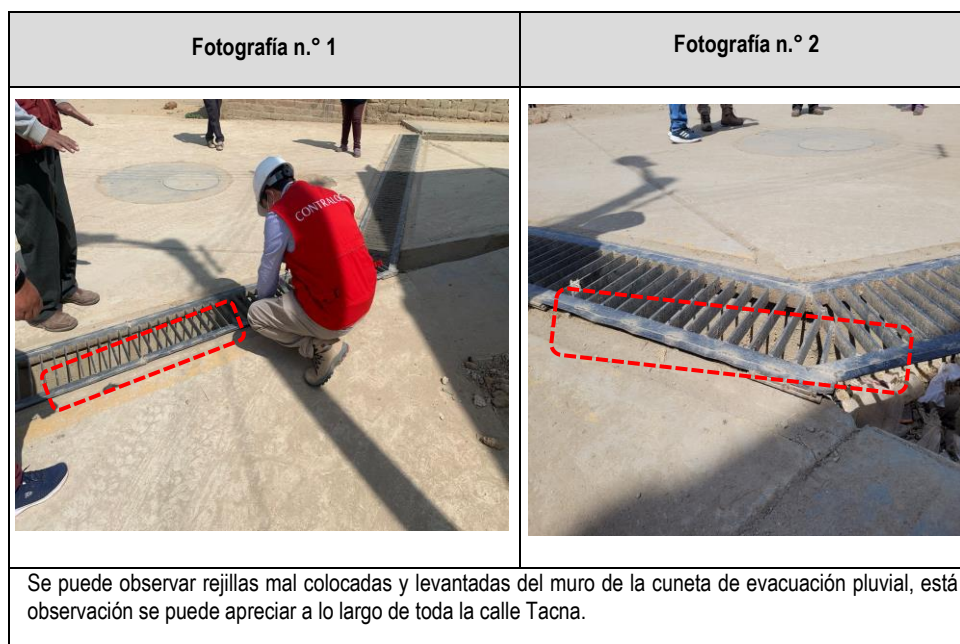 Fotografía n.° 1
Fotografía n.° 2
Se puede observar rejillas mal colocadas y levantadas del muro de la cuneta de evacuación pluvial, está
observación se puede apreciar a lo largo de toda la calle Tacna.